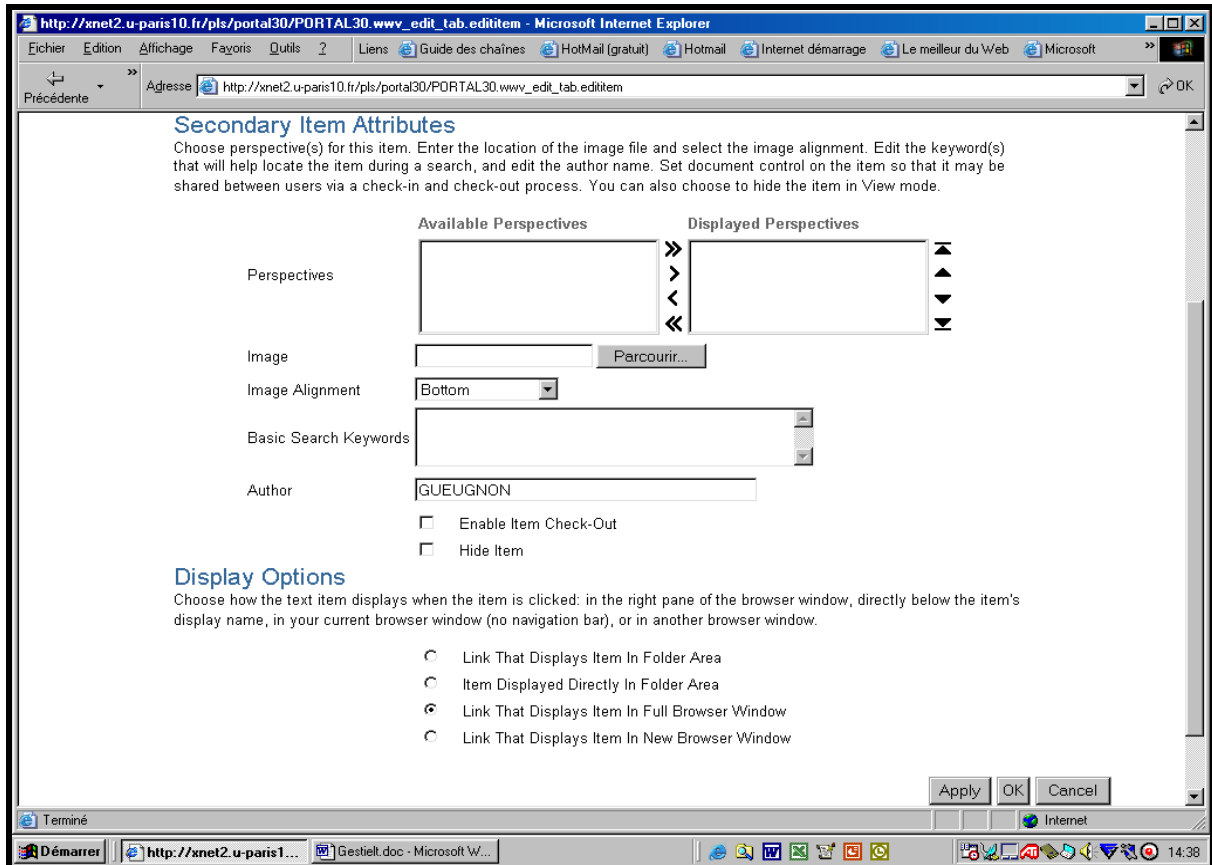 http://xnet2.u-paris10.fr/pls/portal30/PORTAL30.wwv_edit_tab.edititem - Microsoft Internet Explorer
Fichier Edition Affichage Favoris Outils ? Liens Guide des chaînes HotMail (gratuit) Hotmail Internet démarrage Le meilleur du Web Microsoft »
Précédente » Adresse http://xnet2.u-paris10.fr/pls/portal30/PORTAL30.wwv_edit_tab.edititem OK
Secondary Item Attributes
Choose perspective(s) for this item. Enter the location of the image file and select the image alignment. Edit the keyword(s)
that will help locate the item during a search, and edit the author name. Set document control on the item so that it may be
shared between users via a check-in and check-out process. You can also choose to hide the item in View mode.
Available Perspectives Displayed Perspectives
Perspectives
Image Parcourir...
Image Alignment Bottom
Basic Search Keywords
Author GUEUGNON
Enable Item Check-Out
Hide Item
Display Options
Choose how the text item displays when the item is clicked: in the right pane of the browser window, directly below the item's
display name, in your current browser window (no navigation bar), or in another browser window.
Link That Displays Item In Folder Area
Item Displayed Directly In Folder Area
Link That Displays Item In Full Browser Window
Link That Displays Item In New Browser Window
Apply OK Cancel
Terminé Internet
Démarrer http://xnet2.u-paris1... Gestielt.doc - Microsoft W... 14:38